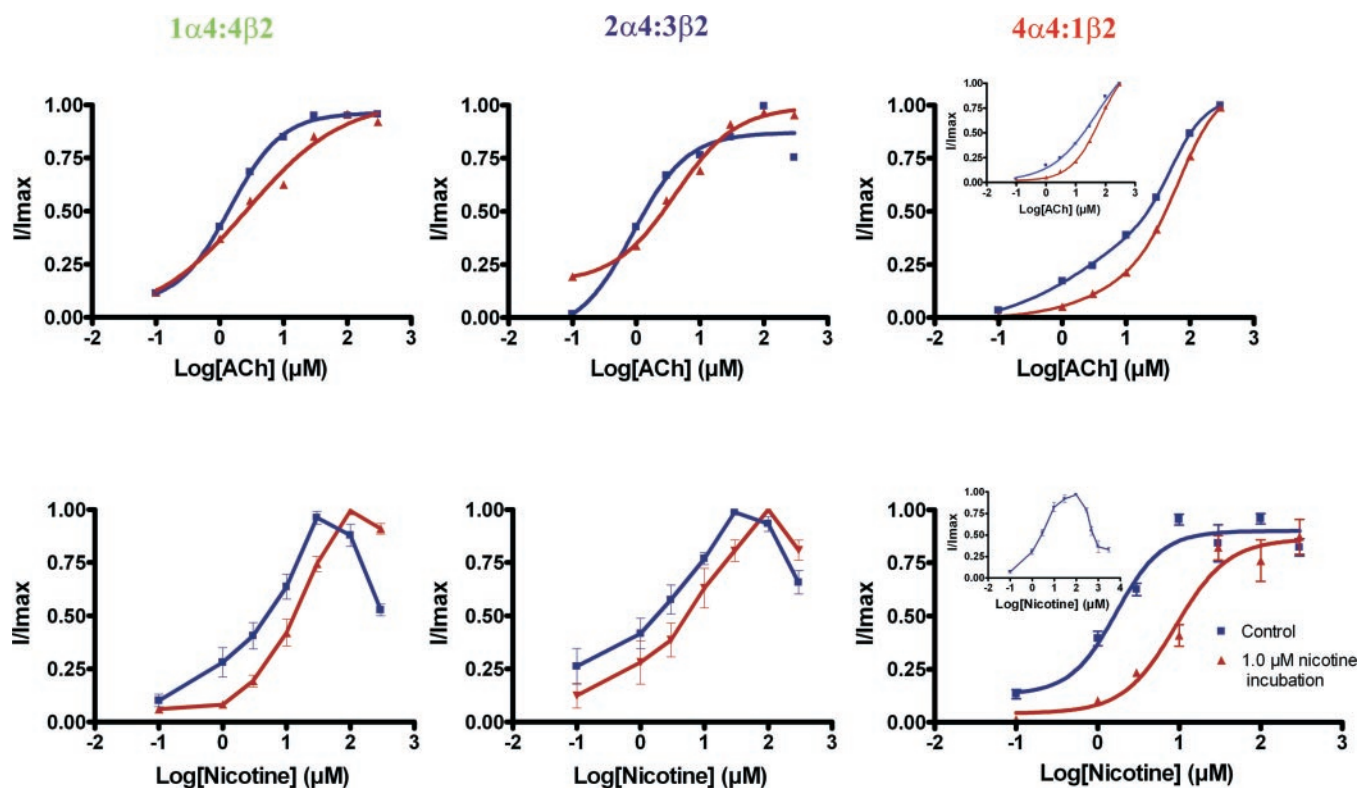 1α4:4β2
2α4:3β2
4α4:1β2
1.00
0.75
0.50
0.25
0.00
I/Imax
-2 -1 0 1 2 3
Log[ACh] (µM)
1.00
0.75
0.50
0.25
0.00
I/Imax
-2 -1 0 1 2 3
Log[ACh] (µM)
1.00
0.75
0.50
0.25
0.00
I/Imax
-2 -1 0 1 2 3
Log[ACh] (µM)
1.00
0.75
0.50
0.25
0.00
I/Imax
-2 -1 0 1 2 3
Log[ACh] (µM)
1.00
0.75
0.50
0.25
0.00
I/Imax
-2 -1 0 1 2 3
Log[Nicotine] (µM)
1.00
0.75
0.50
0.25
0.00
I/Imax
-2 -1 0 1 2 3
Log[Nicotine] (µM)
1.00
0.75
0.50
0.25
0.00
I/Imax
-2 -1 0 1 2 3
Log[Nicotine] (µM)
1.00
0.75
0.50
0.25
0.00
I/Imax
-2 -1 0 1 2 3 4
Log[Nicotine] (µM)
Control
1.0 µM nicotine
incubation